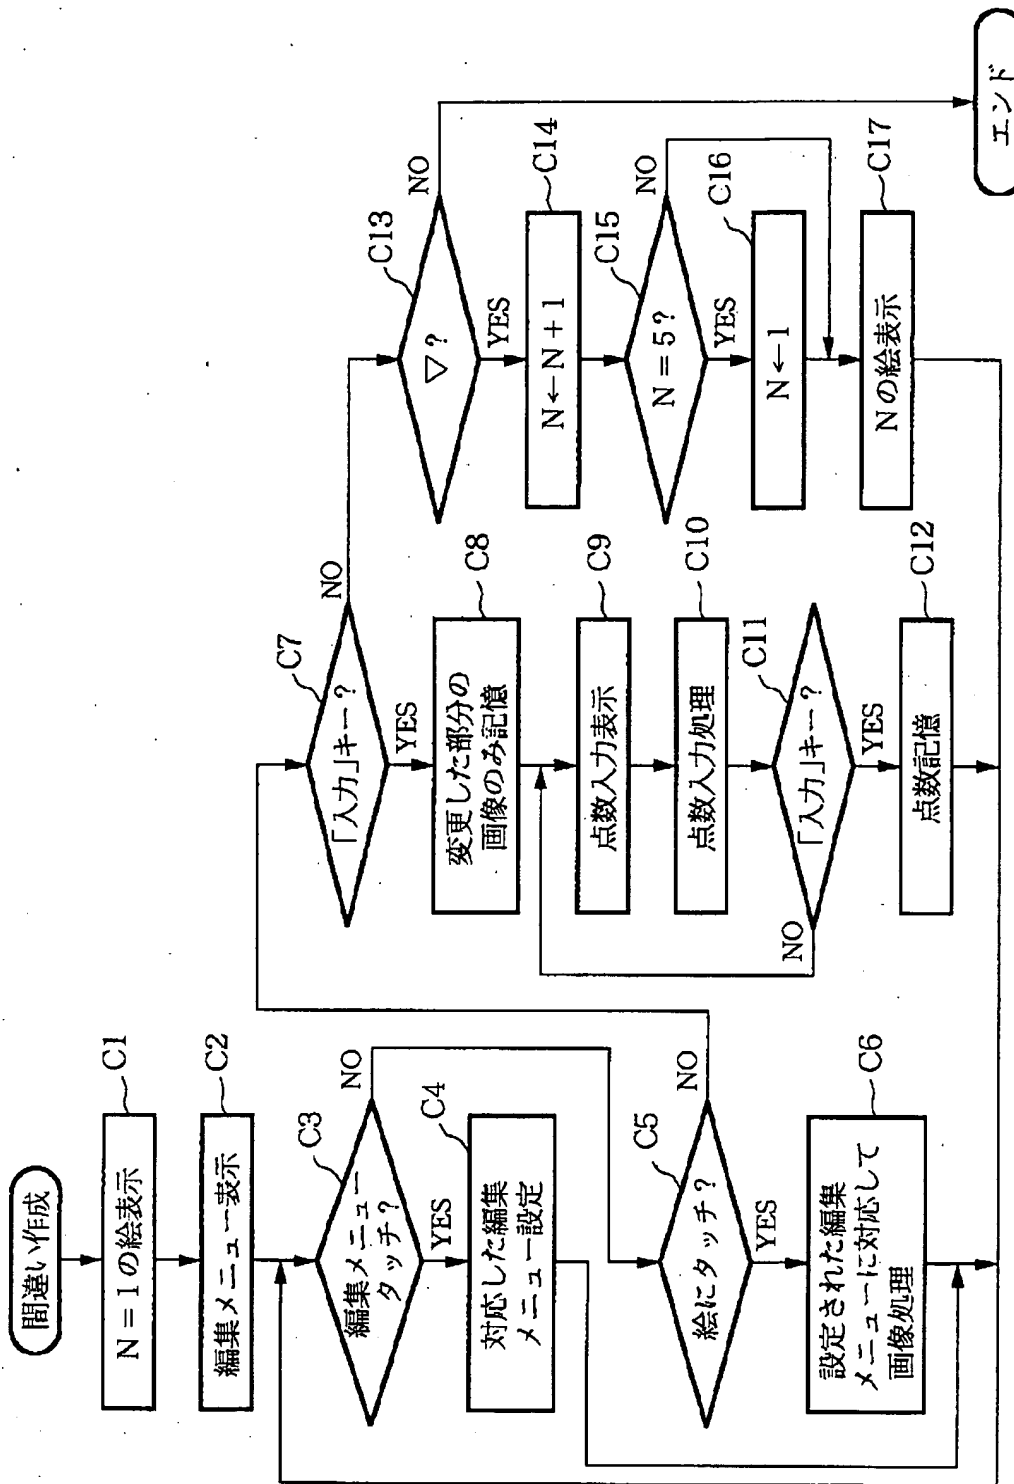 間違い作成
N=1の絵表示
C1
編集メニュー表示
C2
編集メニュー
タッチ?
C3
NO
YES
対応した編集
メニュー設定
C4
絵にタッチ?
C5
NO
YES
設定された編集
メニューに対応して
画像処理
C6
「入力」キー?
C7
NO
YES
変更した部分の
画像のみ記憶
C8
点数入力表示
C9
点数入力処理
C10
「入力」キー?
C11
NO
YES
点数記憶
C12
▽?
C13
NO
YES
N←N+1
C14
N=5?
C15
NO
YES
N←1
C16
Nの絵表示
C17
エンド